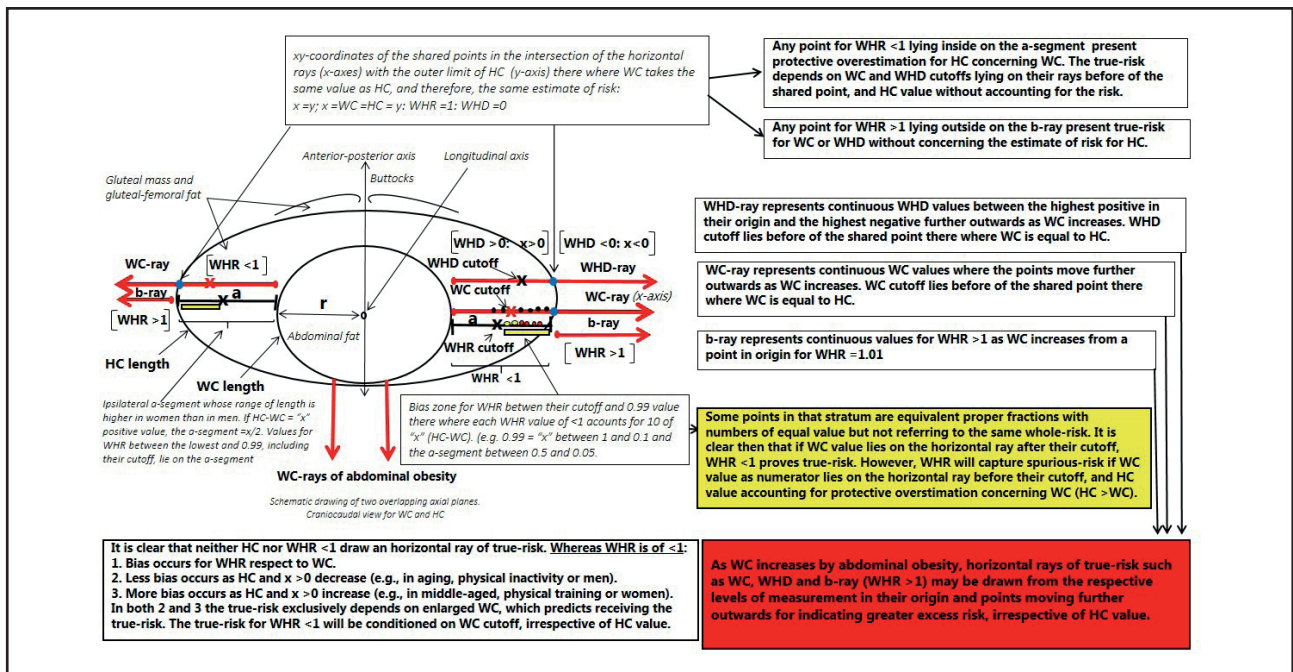 xy-coordinates of the shared points in the intersection of the horizontal
rays (x-axes) with the outer limit of HC (y-axis) there where WC takes the
same value as HC, and therefore, the same estimate of risk:
x =y; x =WC =HC = y: WHR =1: WHD =0
Any point for WHR <1 lying inside on the a-segment present
protective overestimation for HC concerning WC. The true-risk
depends on WC and WHD cutoffs lying on their rays before of the
shared point, and HC value without accounting for the risk.
Any point for WHR >1 lying outside on the b-ray present true-risk
for WC or WHD without concerning the estimate of risk for HC.
Anterior-posterior axis
Longitudinal axis
Buttocks
Gluteal mass and
gluteal-femoral fat
WHD-ray represents continuous WHD values between the highest positive in
their origin and the highest negative further outwards as WC increases. WHD
cutoff lies before of the shared point there where WC is equal to HC.
[WHD >0: x>0] [WHD <0: x<0]
WHD cutoff x
WHD-ray
WC-ray
[WHR <1]
x
WC cutoff
x
WC-ray (x-axis)
b-ray
a
x
r
o
a
x
b-ray
[WHR >1]
Abdominal fat
WHR cutoff
[WHR >1]
WHR <1
HC length
WC length
WC-ray represents continuous WC values where the points move further
outwards as WC increases. WC cutoff lies before of the shared point there
where WC is equal to HC.
b-ray represents continuous values for WHR >1 as WC increases from a
point in origin for WHR =1.01
Ipsilateral a-segment whose range of length is
higher in women than in men. If HC-WC = "x"
positive value, the a-segment =x/2. Values for
WHR between the lowest and 0.99, including
their cutoff, lie on the a-segment
Bias zone for WHR betwen their cutoff and 0.99 value
there where each WHR value of <1 acounts for 10 of
"x" (HC-WC). (e.g. 0.99 = "x" between 1 and 0.1 and
the a-segment between 0.5 and 0.05.
Some points in that stratum are equivalent proper fractions with
numbers of equal value but not referring to the same whole-risk. It is
clear then that if WC value lies on the horizontal ray after their cutoff,
WHR <1 proves true-risk. However, WHR will capture spurious-risk if WC
value as numerator lies on the horizontal ray before their cutoff, and HC
value accounting for protective overestimation concerning WC (HC >WC).
WC-rays of abdominal obesity
Schematic drawing of two overlapping axial planes.
Craniocaudal view for WC and HC
It is clear that neither HC nor WHR <1 draw an horizontal ray of true-risk. Whereas WHR is of <1:
1. Bias occurs for WHR respect to WC.
2. Less bias occurs as HC and x >0 decrease (e.g., in aging, physical inactivity or men).
3. More bias occurs as HC and x >0 increase (e.g., in middle-aged, physical training or women).
In both 2 and 3 the true-risk exclusively depends on enlarged WC, which predicts receiving the
true-risk. The true-risk for WHR <1 will be conditioned on WC cutoff, irrespective of HC value.
As WC increases by abdominal obesity, horizontal rays of true-risk such
as WC, WHD and b-ray (WHR >1) may be drawn from the respective
levels of measurement in their origin and points moving further
outwards for indicating greater excess risk, irrespective of HC value.